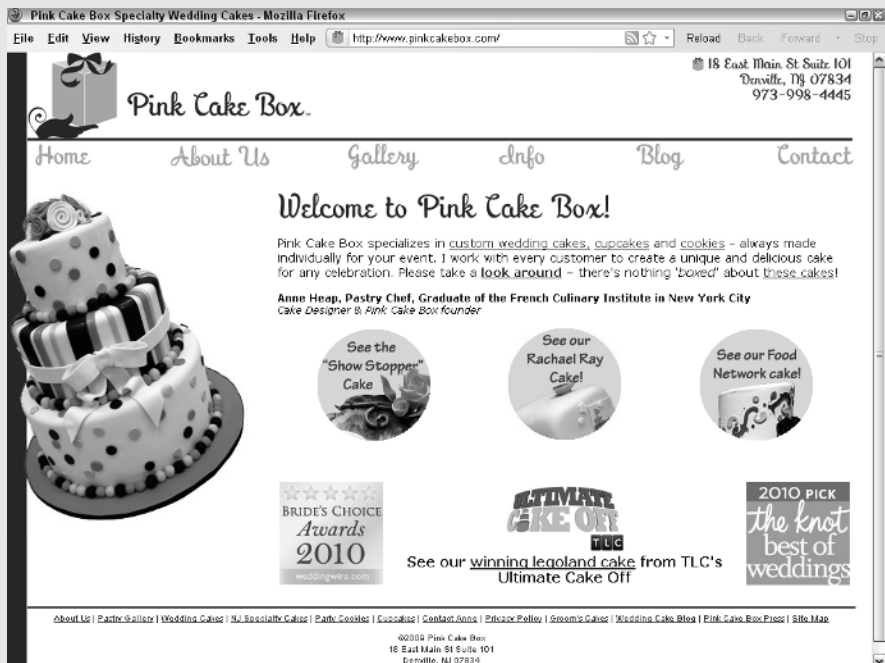 Pink Cake Box Specialty Wedding Cakes - Mozilla Firefox
File Edit View History Bookmarks Tools Help http://www.pinkcakebox.com/ Reload Back Forward Stop
18 East Main St Suite 101
Denville, NJ 07834
973-998-4445
Pink Cake Box
Home About Us Gallery Info Blog Contact
Welcome to Pink Cake Box!
Pink Cake Box specializes in custom wedding cakes, cupcakes and cookies – always made
individually for your event. I work with every customer to create a unique and delicious cake
for any celebration. Please take a look around – there's nothing 'boxed' about these cakes!
Anne Heap, Pastry Chef, Graduate of the French Culinary Institute in New York City
Cake Designer & Pink Cake Box founder
See the
"Show Stopper"
Cake
See our
Rachael Ray
Cake!
See our Food
Network cake!
BRIDE'S CHOICE
Awards
2010
weddingwire.com
ULTIMATE
CAKE OFF
TLC
See our winning legoland cake from TLC's
Ultimate Cake Off
2010 PICK
the knot
best of
weddings
About Us | Pastry Gallery | Wedding Cakes | NJ Specialty Cakes | Party Cookies | Cupcakes | Contact Anne | Privacy Policy | Groom's Cakes | Wedding Cake Blog | Pink Cake Box Press | Site Map
©2009 Pink Cake Box
18 East Main St Suite 101
Denville, NJ 07834